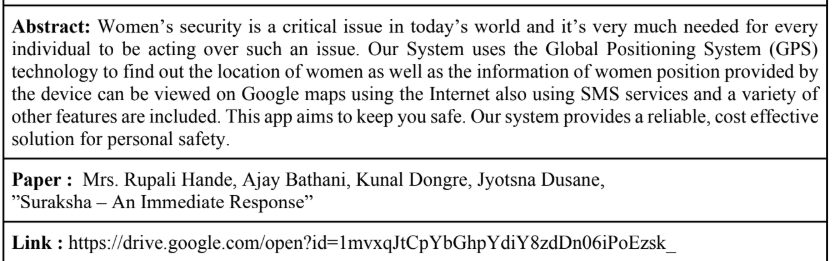 Abstract: Women’s security is a critical issue in today’s world and it’s very much needed for every
individual to be acting over such an issue. Our System uses the Global Positioning System (GPS)
technology to find out the location of women as well as the information of women position provided by
the device can be viewed on Google maps using the Internet also using SMS services and a variety of
other features are included. This app aims to keep you safe. Our system provides a reliable, cost effective
solution for personal safety.
Paper : Mrs. Rupali Hande, Ajay Bathani, Kunal Dongre, Jyotsna Dusane,
”Suraksha – An Immediate Response”
Link : https://drive.google.com/open?id=1mvxqJtCpYbGhpYdiY8zdDn06iPoEzsk_